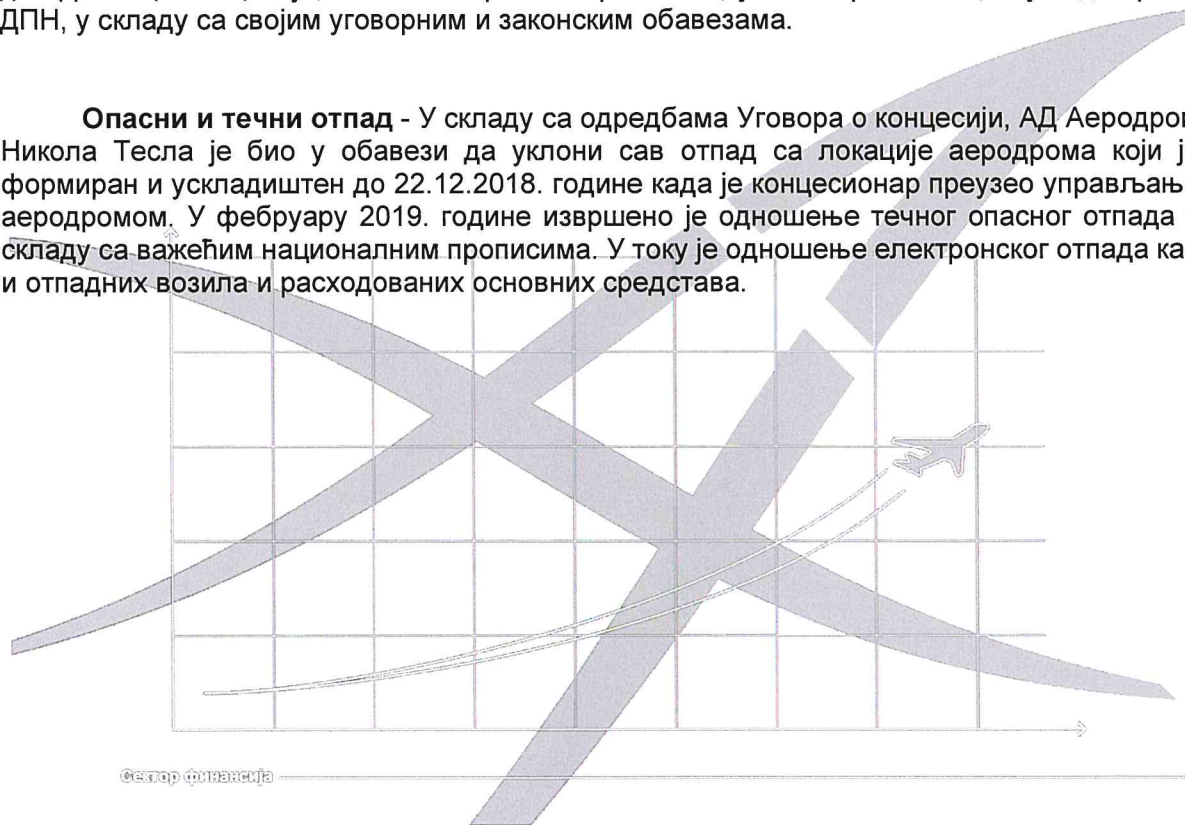 ДПН, у складу са својим уговорним и законским обавезама.
Опасни и течни отпад - У складу са одредбама Уговора о концесији, АД Аеродром
Никола Тесла је био у обавези да уклони сав отпад са локације аеродрома који ј
формиран и ускладиштен до 22.12.2018. године када је концесионар преузео управљањ
аеродромом. У фебруару 2019. године извршено је одношење течног опасног отпада
складу са важећим националним прописима. У току је одношење електронског отпада ка
и отпадних возила и расходованих основних средстава.
Сектор финансија